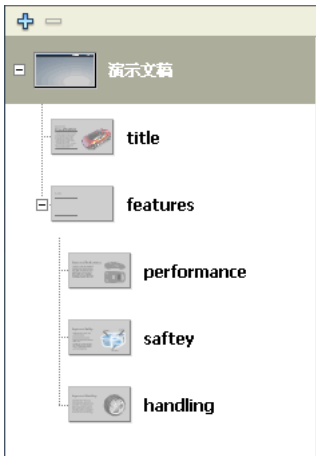 演示文稿
title
features
performance
saftey
handling